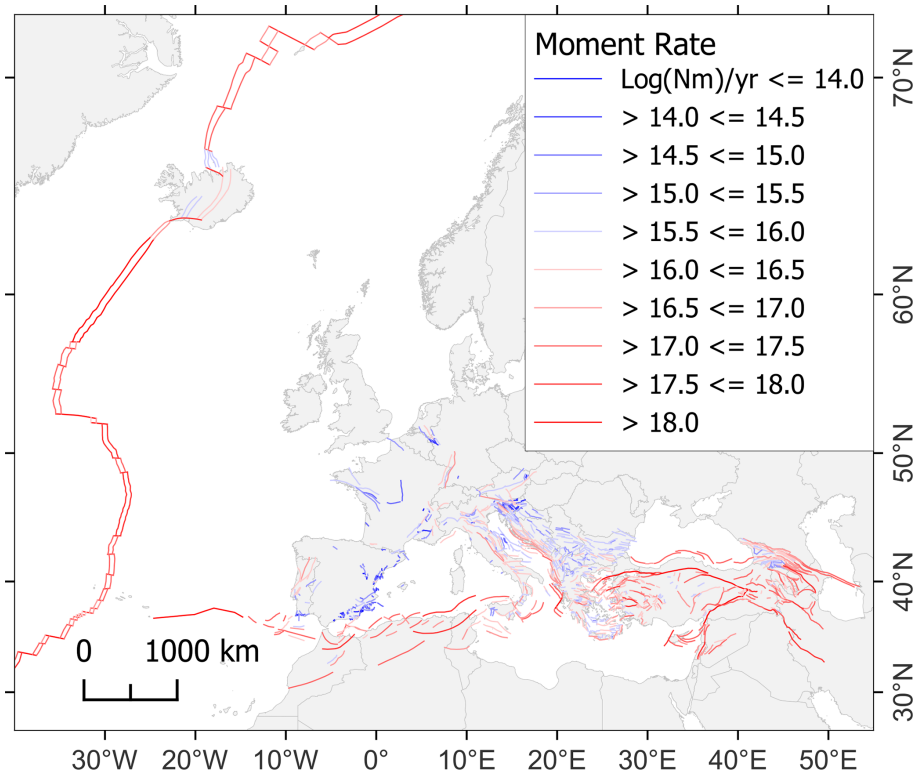 Moment Rate
Log(Nm)/yr <= 14.0
> 14.0 <= 14.5
> 14.5 <= 15.0
> 15.0 <= 15.5
> 15.5 <= 16.0
> 16.0 <= 16.5
> 16.5 <= 17.0
> 17.0 <= 17.5
> 17.5 <= 18.0
> 18.0
70°N
60°N
50°N
40°N
30°N
0 1000 km
30°W 20°W 10°W 0° 10°E 20°E 30°E 40°E 50°E